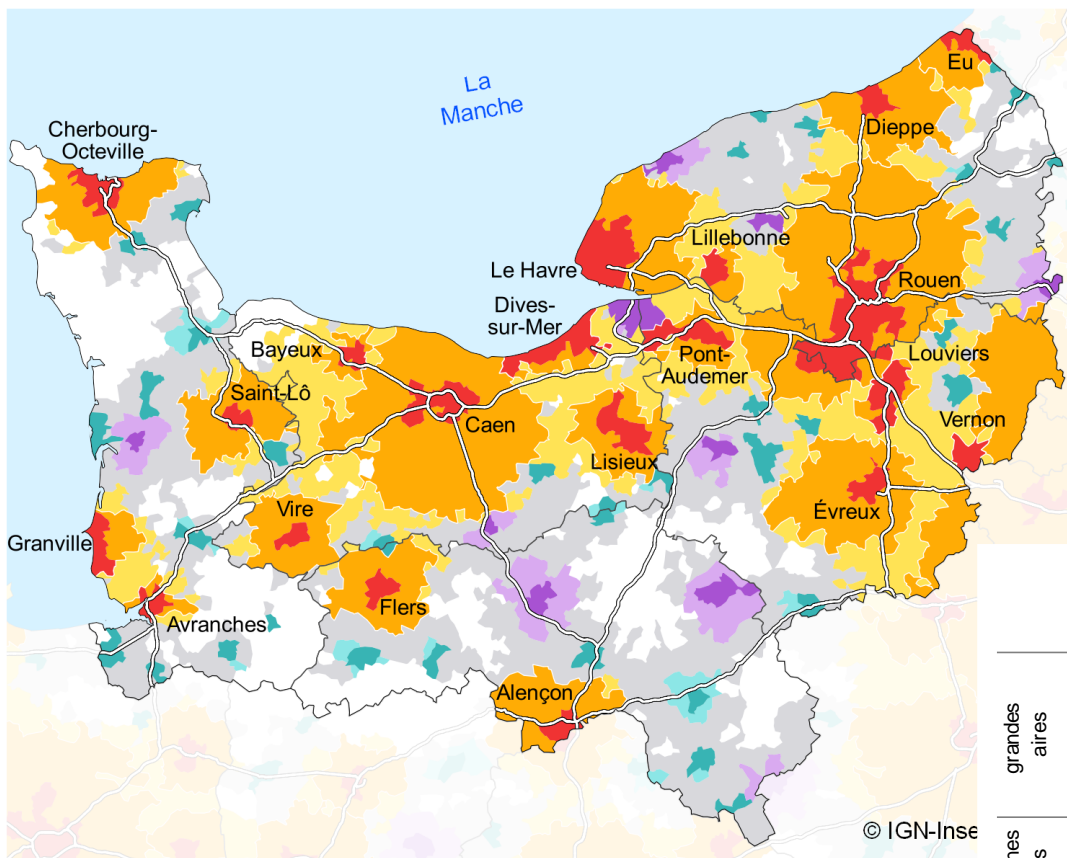 La
Manche
Eu
Dieppe
Cherbourg-
Octeville
Lillebonne
Le Havre
Rouen
Dives-
sur-Mer
Bayeux
Pont-
Audemer
Louviers
Saint-Lô
Caen
Vernon
Lisieux
Vire
Évreux
Granville
Flers
Avranches
Alençon
grandes
aires
© IGN-Inse